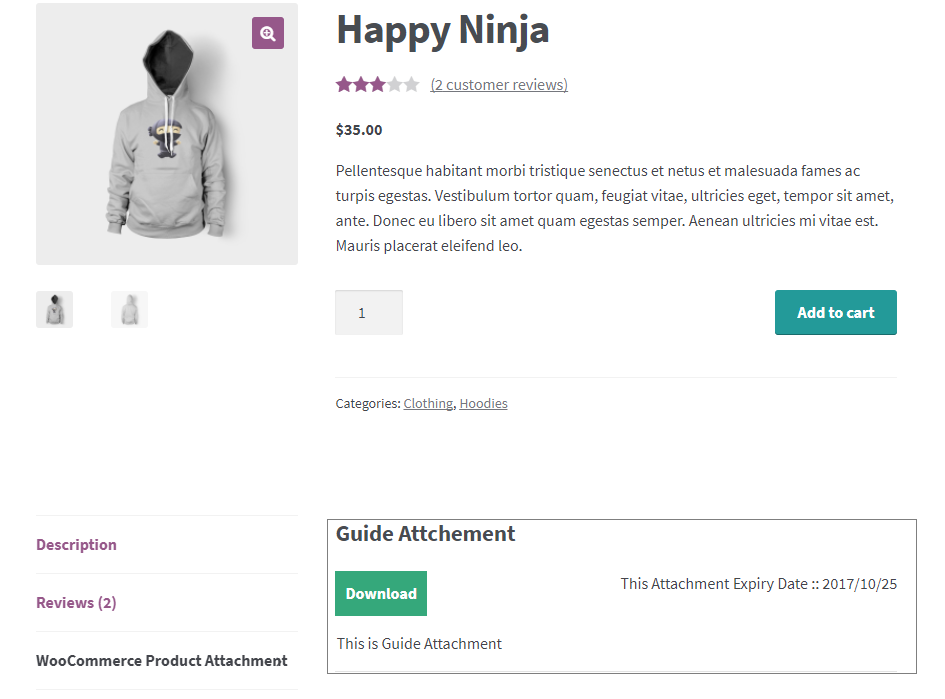 Happy Ninja
(2 customer reviews)
$35.00
Pellentesque habitant morbi tristique senectus et netus et malesuada fames ac
turpis egestas. Vestibulum tortor quam, feugiat vitae, ultricies eget, tempor sit amet,
ante. Donec eu libero sit amet quam egestas semper. Aenean ultricies mi vitae est.
Mauris placerat eleifend leo.
1
Add to cart
Categories: Clothing, Hoodies
Description
Reviews (2)
WooCommerce Product Attachment
Guide Attchement
Download
This Attachment Expiry Date :: 2017/10/25
This is Guide Attachment